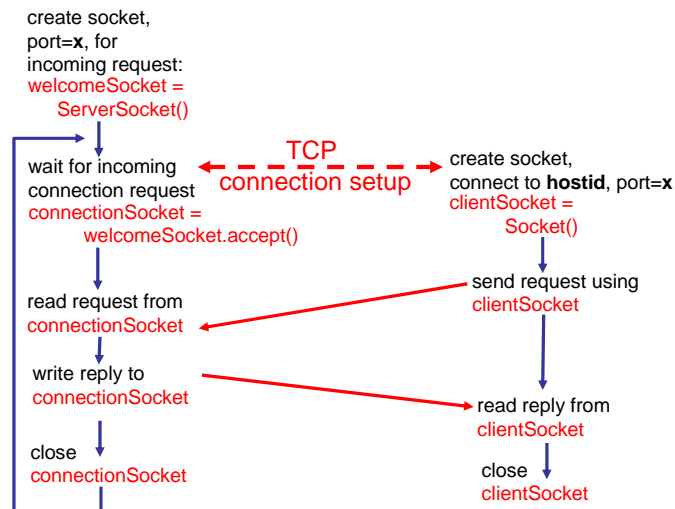 create socket,
port=x, for
incoming request:
welcomeSocket =
ServerSocket()
wait for incoming
connection request
connectionSocket =
welcomeSocket.accept()
read request from
connectionSocket
write reply to
connectionSocket
close
connectionSocket
TCP
connection setup
create socket,
connect to hostid, port=x
clientSocket =
Socket()
send request using
clientSocket
read reply from
clientSocket
close
clientSocket